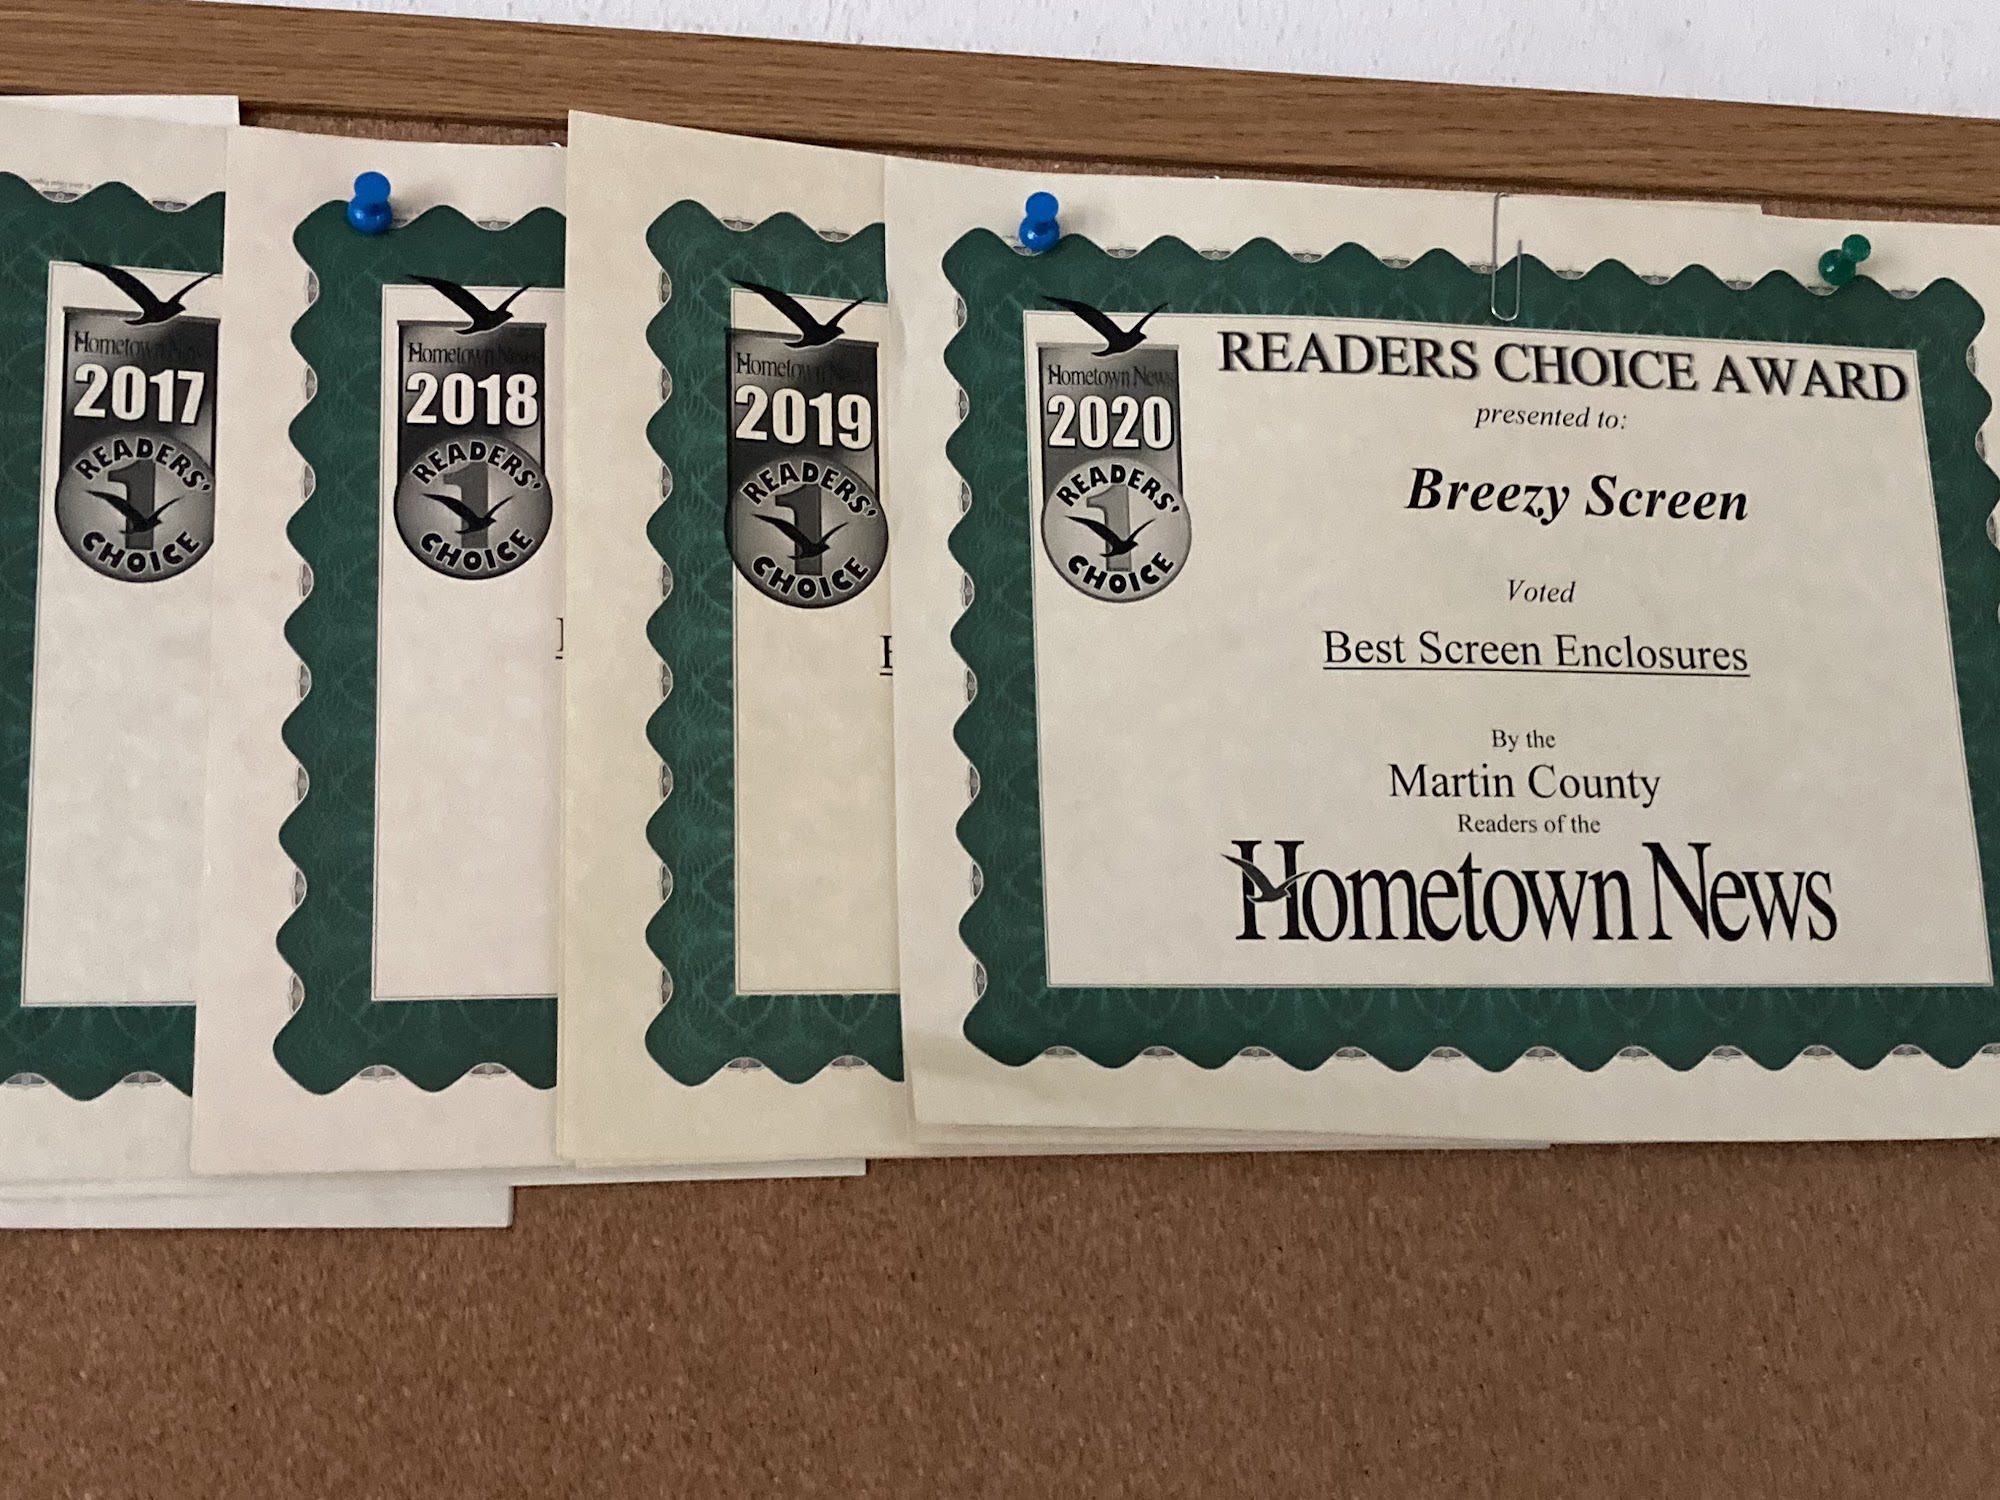 Hometown News
2017
READERS'
1
CHOICE
Hometown News
2018
READERS'
1
CHOICE
Hometown News
2019
READERS'
1
CHOICE
Hometown News
2020
READERS'
1
CHOICE
READERS CHOICE AWARD
presented to:
Breezy Screen
Voted
Best Screen Enclosures
By the
Martin County
Readers of the
Hometown News